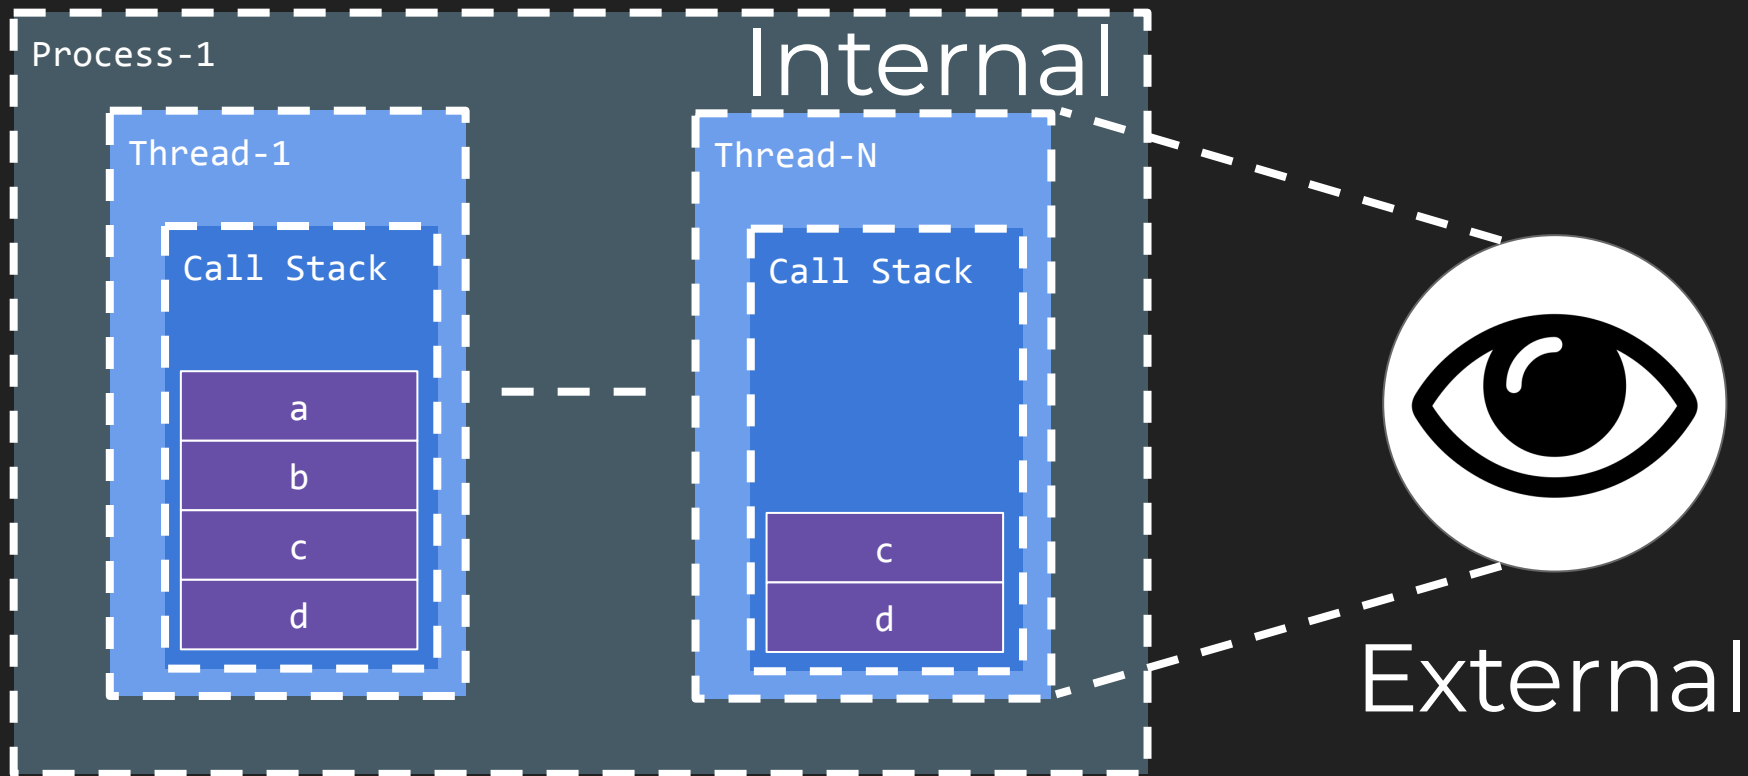 Process-1
Internal
Thread-1
Call Stack
a
b
c
d
Thread-N
Call Stack
c
d
External